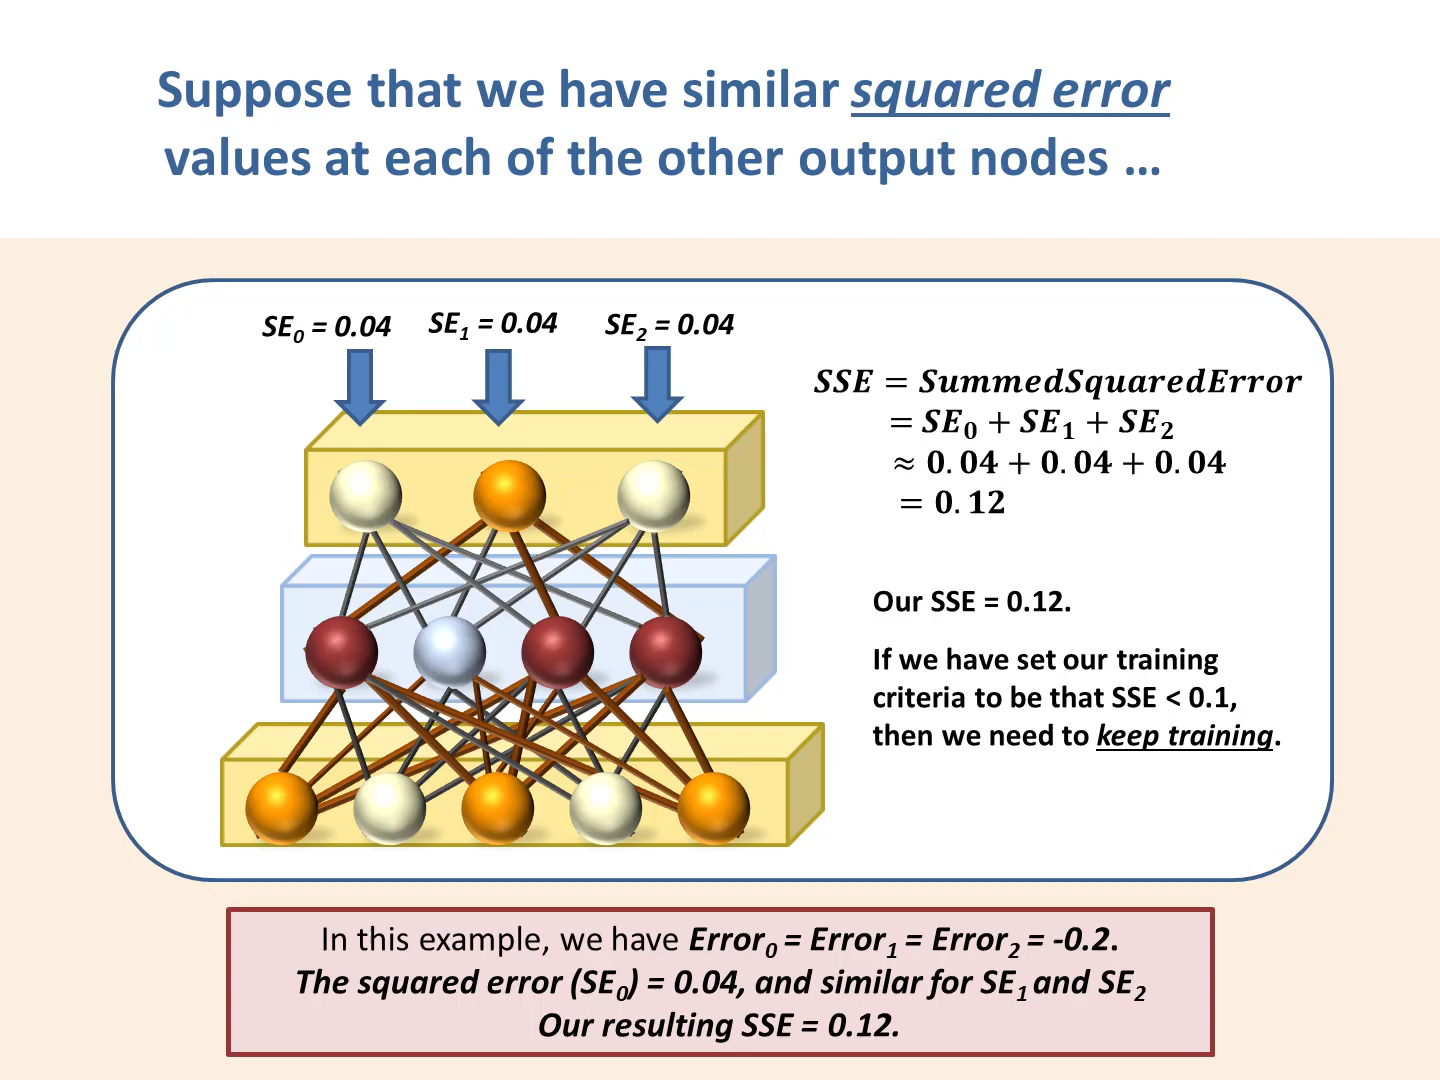 Suppose that we have similar squared error
values at each of the other output nodes …
SE₀ = 0.04 SE₁ = 0.04 SE₂ = 0.04
SSE = SummedSquaredError
= SE₀ + SE₁ + SE₂
≈ 0.04 + 0.04 + 0.04
= 0.12
Our SSE = 0.12.
If we have set our training
criteria to be that SSE < 0.1,
then we need to keep training.
In this example, we have Error₀ = Error₁ = Error₂ = -0.2.
The squared error (SE₀) = 0.04, and similar for SE₁ and SE₂
Our resulting SSE = 0.12.